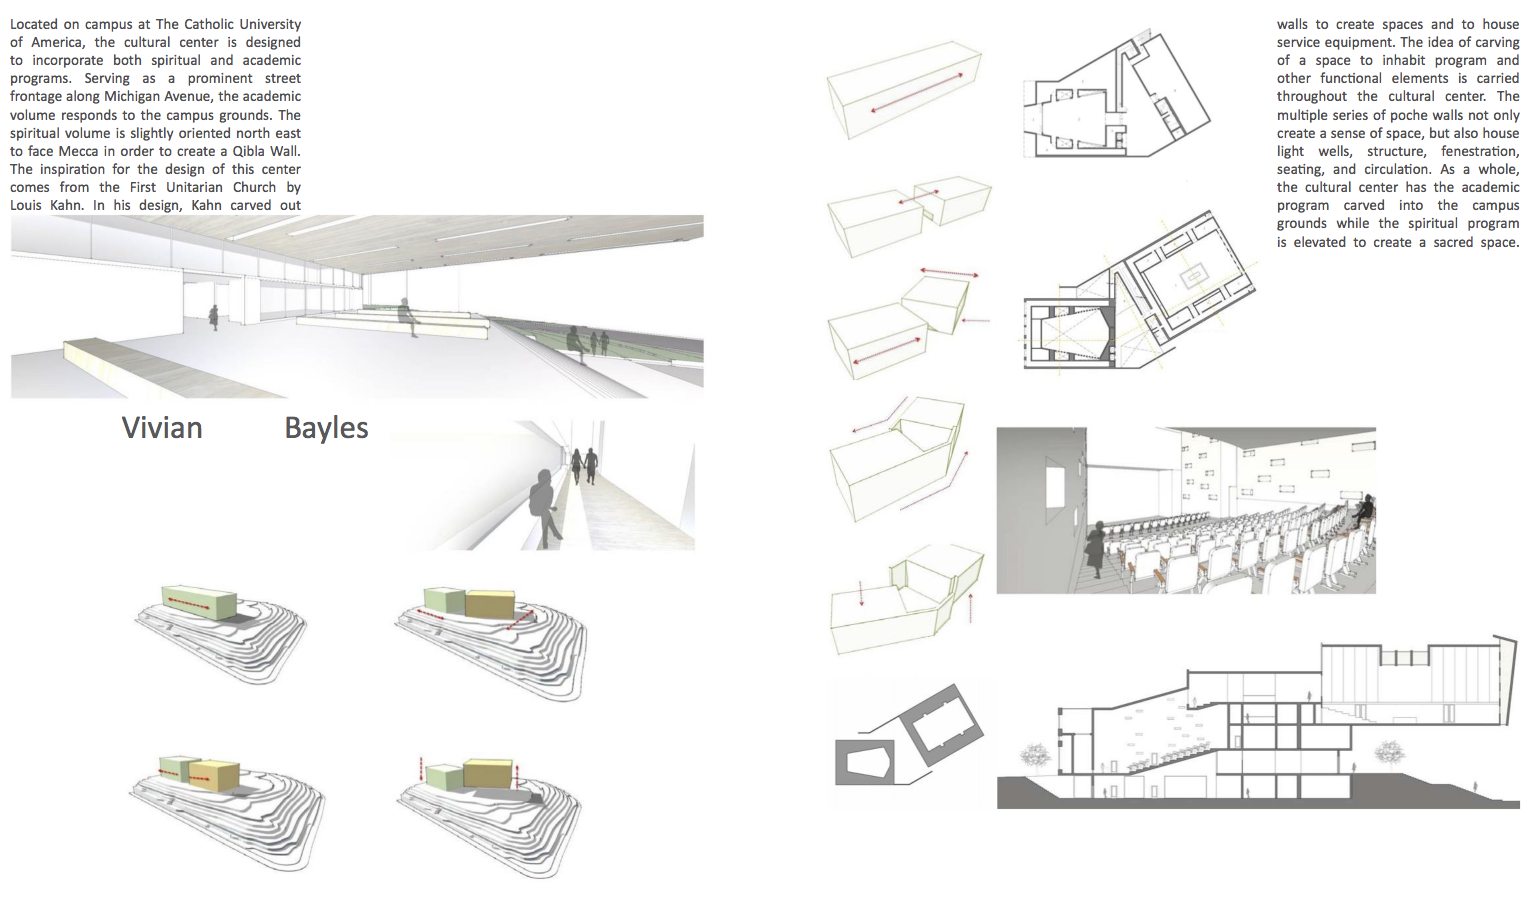 Located on campus at The Catholic University
of America, the cultural center is designed
to incorporate both spiritual and academic
programs. Serving as a prominent street
frontage along Michigan Avenue, the academic
volume responds to the campus grounds. The
spiritual volume is slightly oriented north east
to face Mecca in order to create a Qibla Wall.
The inspiration for the design of this center
comes from the First Unitarian Church by
Louis Kahn. In his design, Kahn carved out
walls to create spaces and to house
service equipment. The idea of carving
of a space to inhabit program and
other functional elements is carried
throughout the cultural center. The
multiple series of poche walls not only
create a sense of space, but also house
light wells, structure, fenestration,
seating, and circulation. As a whole,
the cultural center has the academic
program carved into the campus
grounds while the spiritual program
is elevated to create a sacred space.
Vivian Bayles